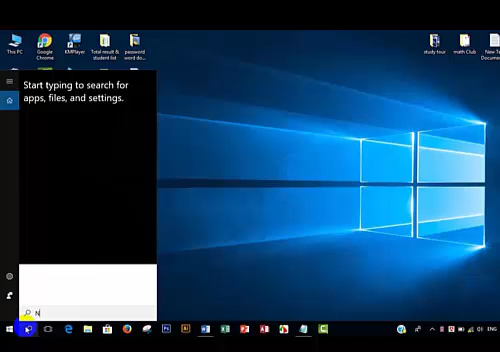 This PC
Google Chrome
KMPlayer
Total result & student list
password word do...
study tour
math Club
New Te Documen
Start typing to search for
apps, files, and settings.
N
ENG